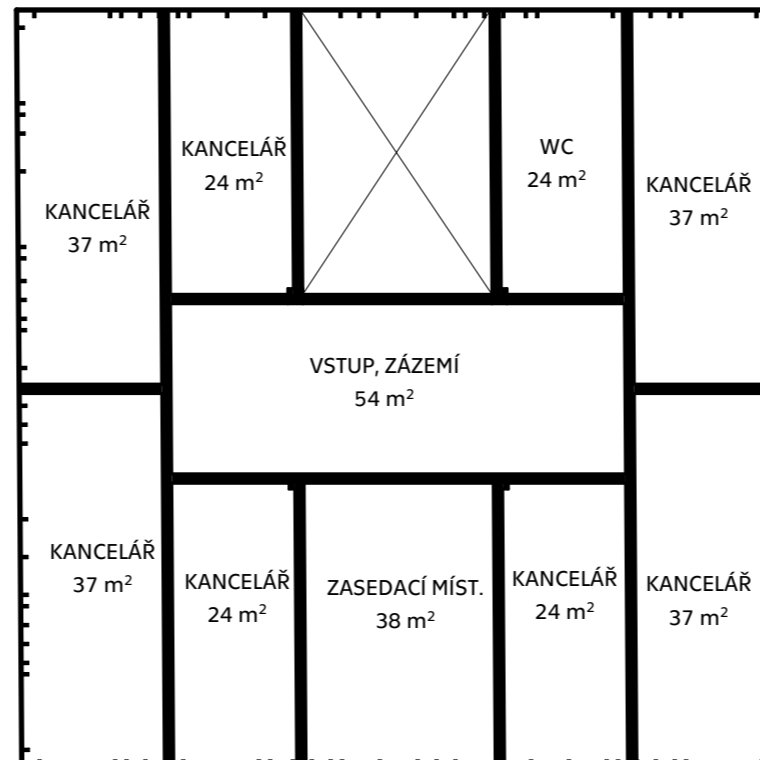 KANCELÁŘ
24 m²
WC
24 m²
KANCELÁŘ
37 m²
KANCELÁŘ
37 m²
VSTUP, ZÁZEMÍ
54 m²
KANCELÁŘ
37 m²
KANCELÁŘ
24 m²
ZASEDACÍ MÍST.
38 m²
KANCELÁŘ
24 m²
KANCELÁŘ
37 m²